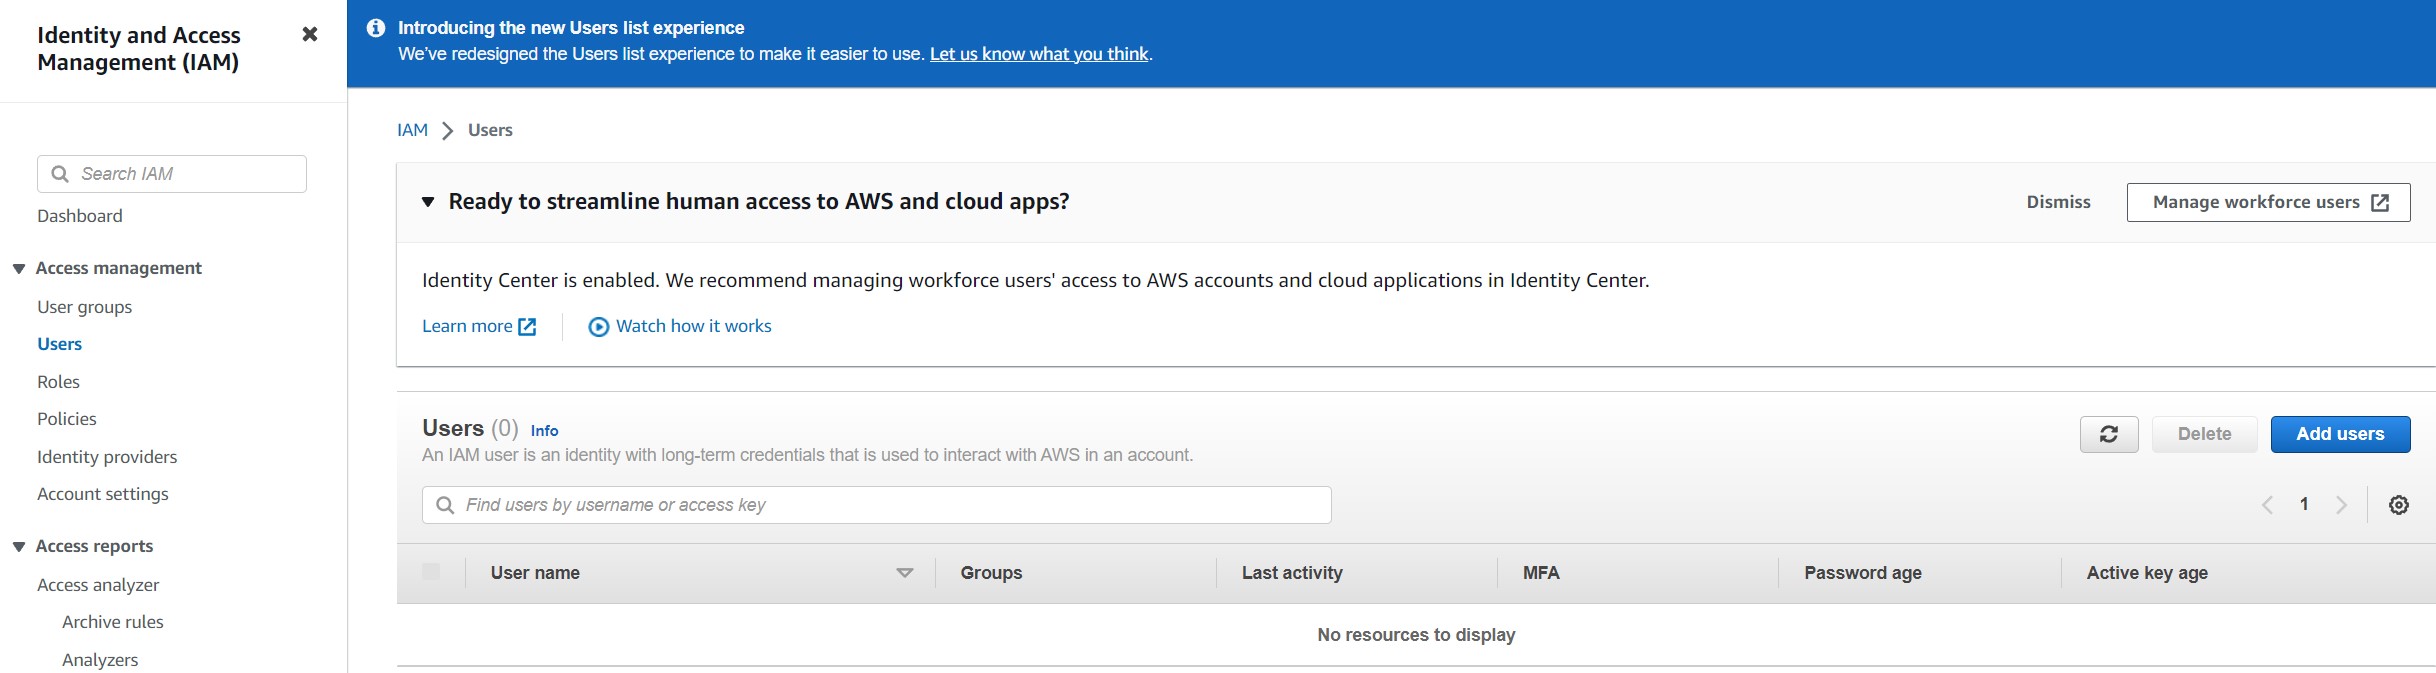 Identity and Access
Management (IAM)
Search IAM
Dashboard
Access management
User groups
Users
Roles
Policies
Identity providers
Account settings
Access reports
Access analyzer
Archive rules
Analyzers
Introducing the new Users list experience
We've redesigned the Users list experience to make it easier to use. Let us know what you think.
IAM > Users
Ready to streamline human access to AWS and cloud apps?
Dismiss
Manage workforce users
Identity Center is enabled. We recommend managing workforce users' access to AWS accounts and cloud applications in Identity Center.
Learn more
Watch how it works
Users (0) Info
An IAM user is an identity with long-term credentials that is used to interact with AWS in an account.
Delete
Add users
Find users by username or access key
1
User name Groups Last activity MFA Password age Active key age
No resources to display